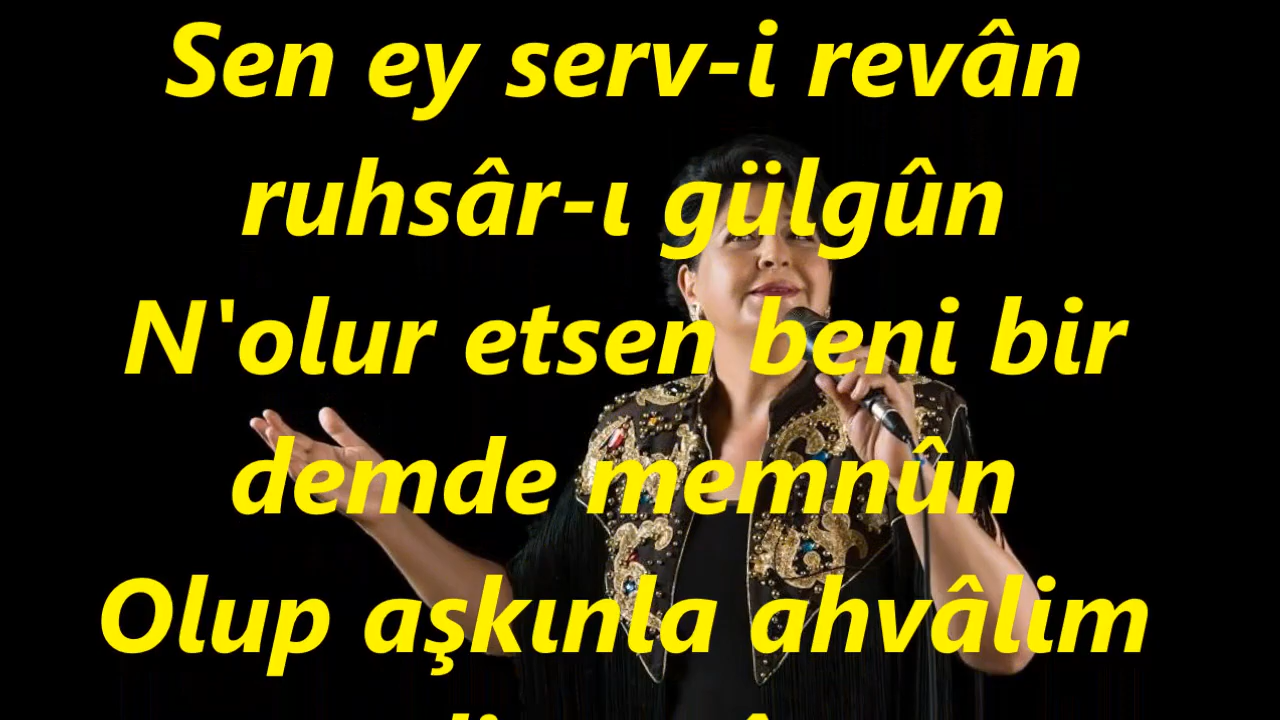 Sen ey serv-i revân
ruhsâr-ı gülgûn
N'olur etsen beni bir
demde memnûn
Olup aşkınla ahvâlim